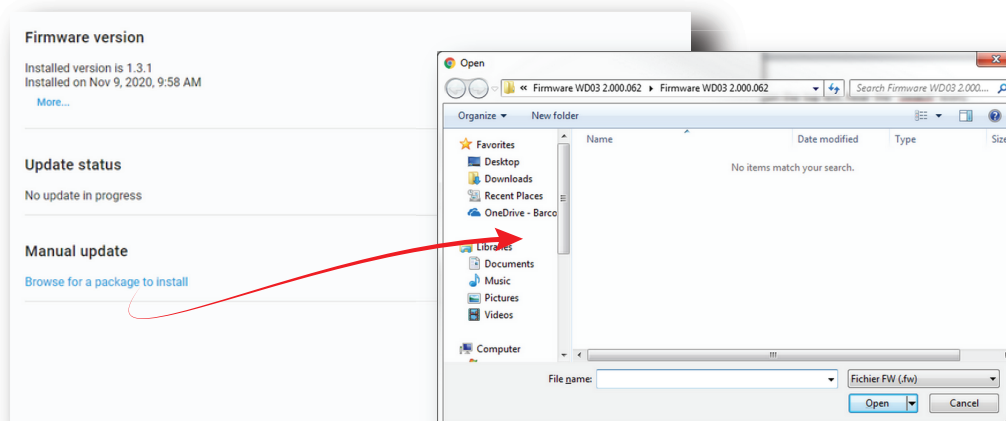 Firmware version
Installed version is 1.3.1
Installed on Nov 9, 2020, 9:58 AM
More...
Update status
No update in progress
Manual update
Browse for a package to install
Open
« Firmware WD03 2.000.062 ▸ Firmware WD03 2.000.062
Search Firmware WD03 2.000....
Organize ▾ New folder
Name Date modified Type Size
No items match your search.
Favorites
Desktop
Downloads
Recent Places
OneDrive - Barco
Libraries
Documents
Music
Pictures
Videos
Computer
File name: Fichier FW (.fw)
Open Cancel